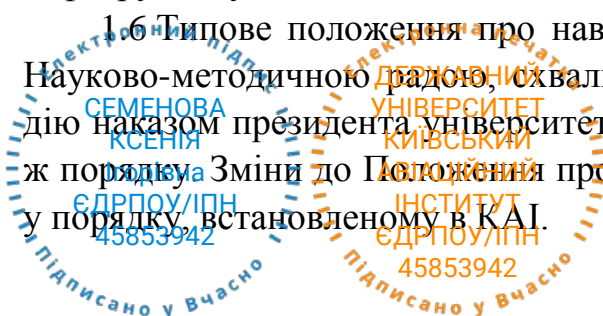 1.6 Типове положення про нав
Науково-методичною радою, схвал
дію наказом президента університет
ж порядку. Зміни до Положення про
у порядку, встановленому в КАІ.
Електронний підпис
СЕМЕНОВА
КСЕНІЯ
Ігорівна
ЄДРПОУ/ІПН
45853942
Підписано у Вчасно
Електронна печатка
ДЕРЖАВНИЙ
УНІВЕРСИТЕТ
КИЇВСЬКИЙ
АВІАЦІЙНИЙ
ІНСТИТУТ
ЄДРПОУ/ІПН
45853942
Підписано у Вчасно